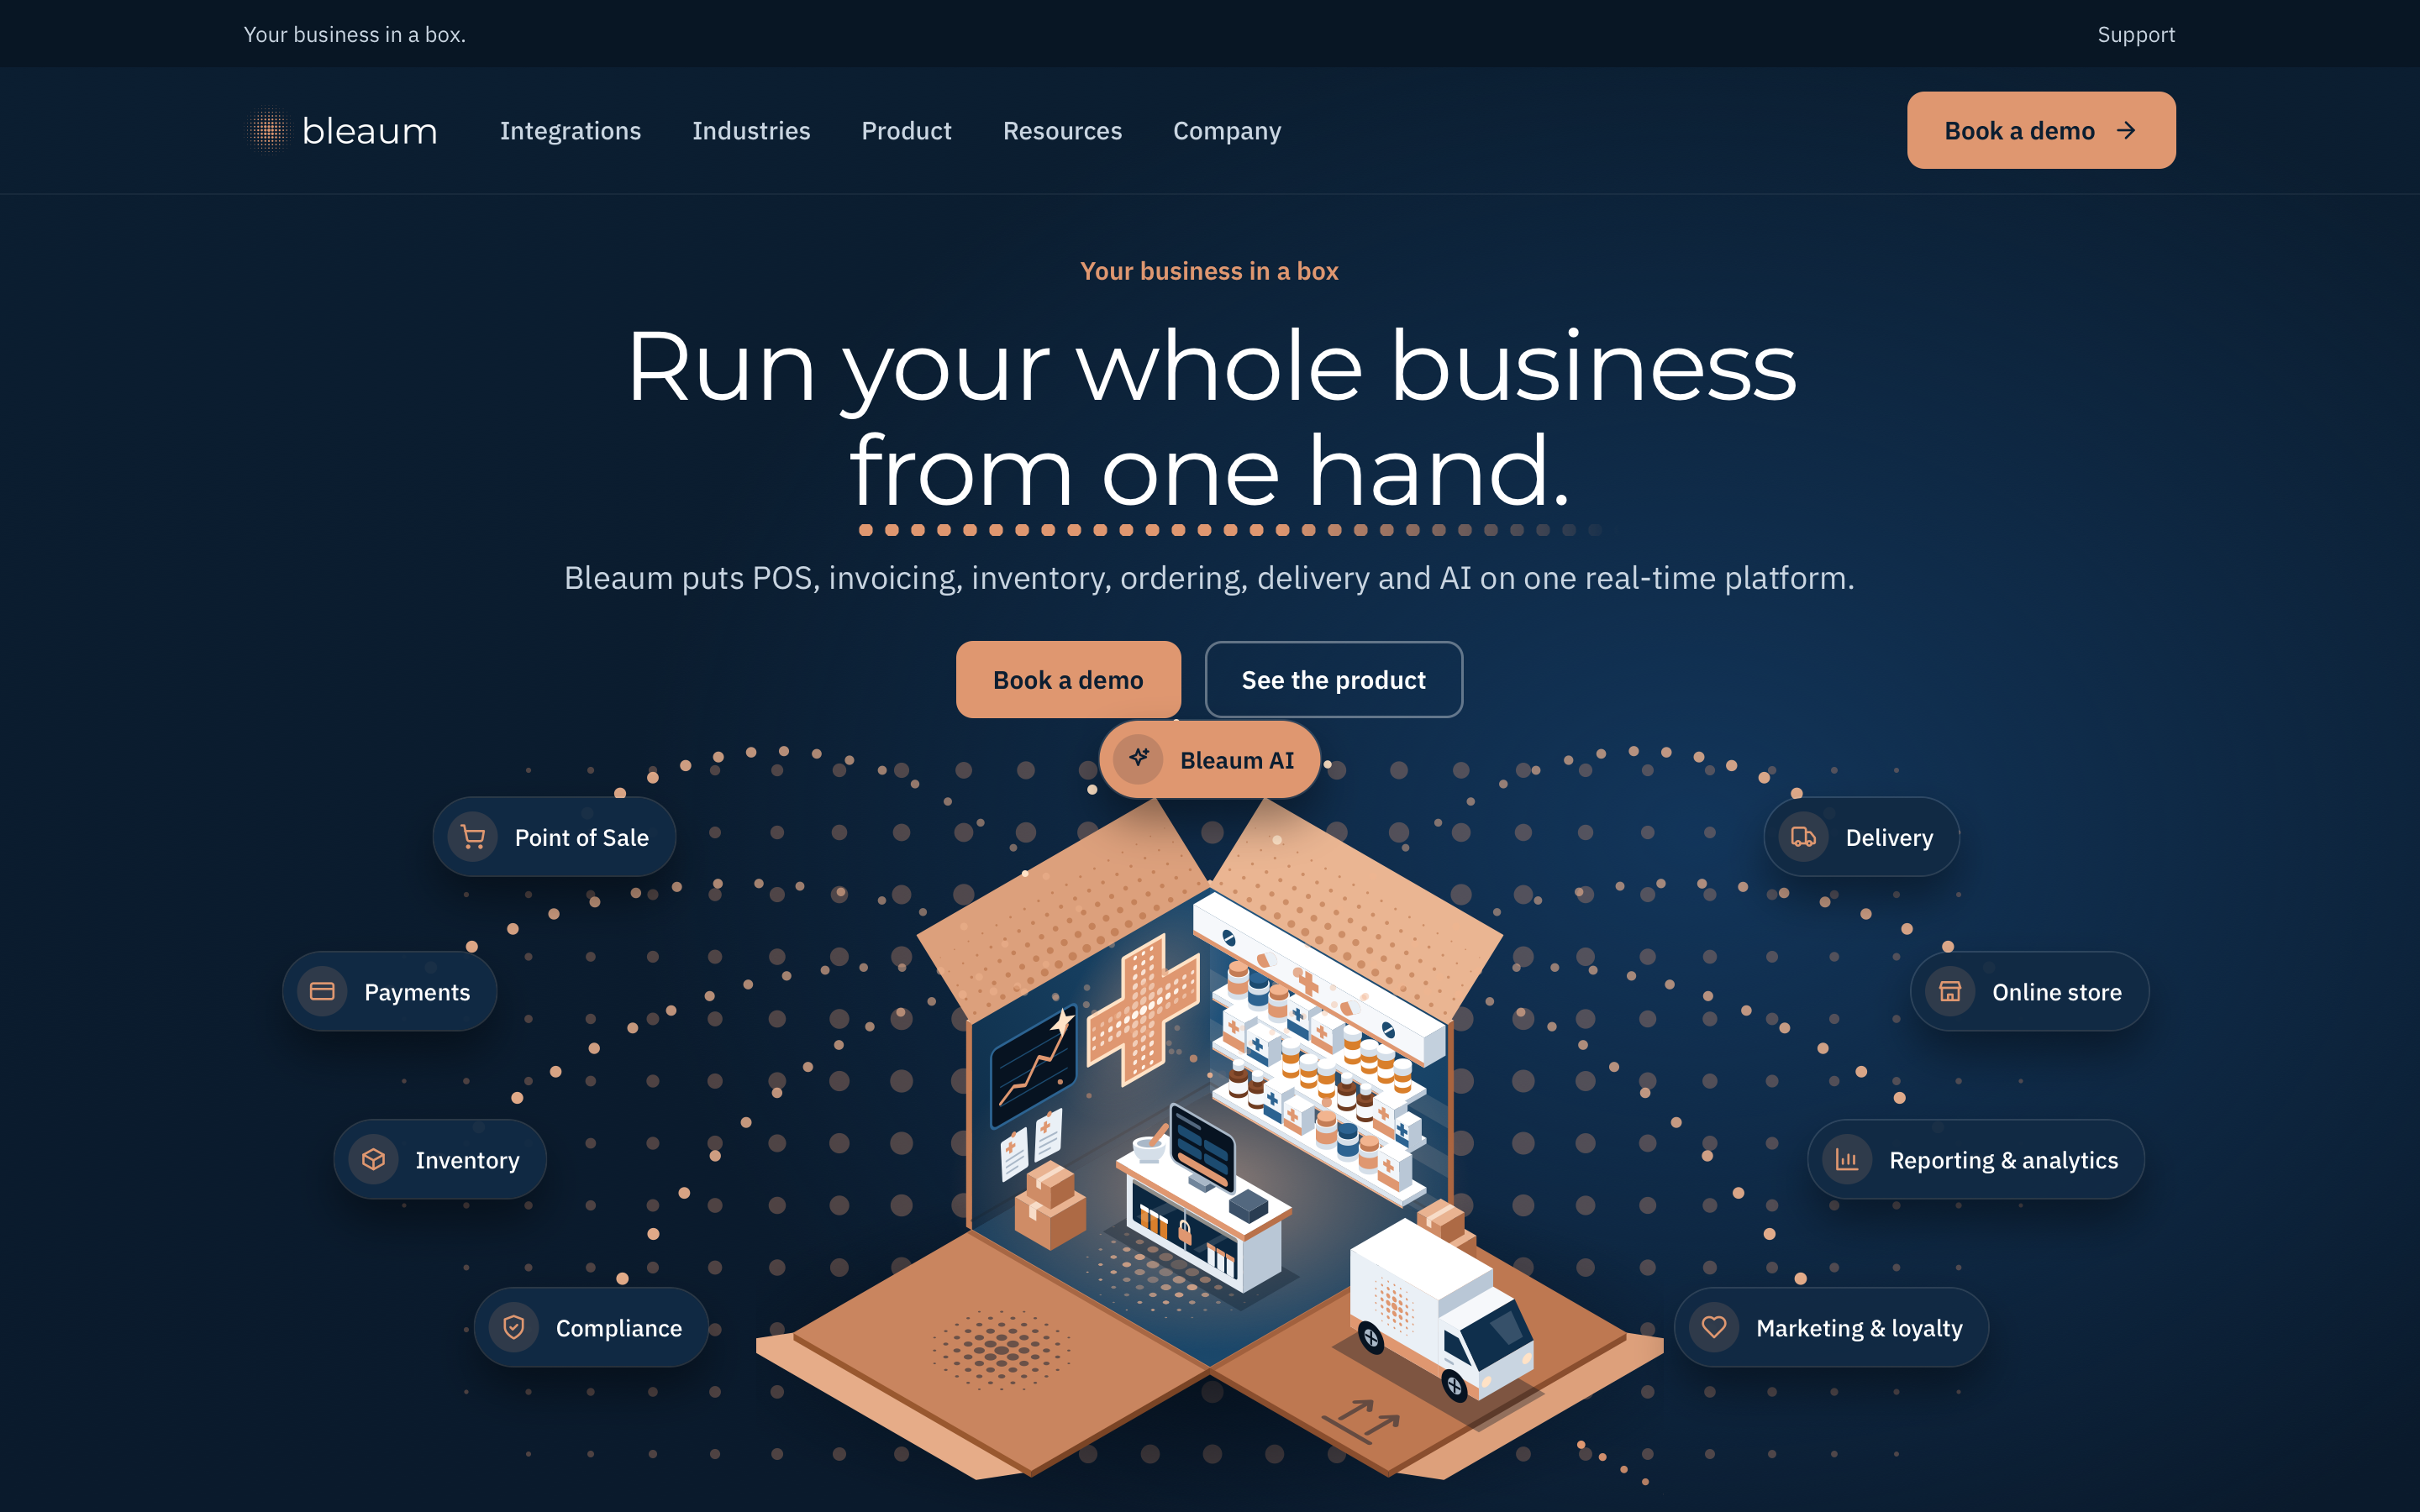 Your business in a box.
Support
bleaum
Integrations
Industries
Product
Resources
Company
Book a demo
Your business in a box
Run your whole business
from one hand.
Bleaum puts POS, invoicing, inventory, ordering, delivery and AI on one real-time platform.
Book a demo
See the product
Bleaum AI
Point of Sale
Delivery
Payments
Online store
Inventory
Reporting & analytics
Compliance
Marketing & loyalty